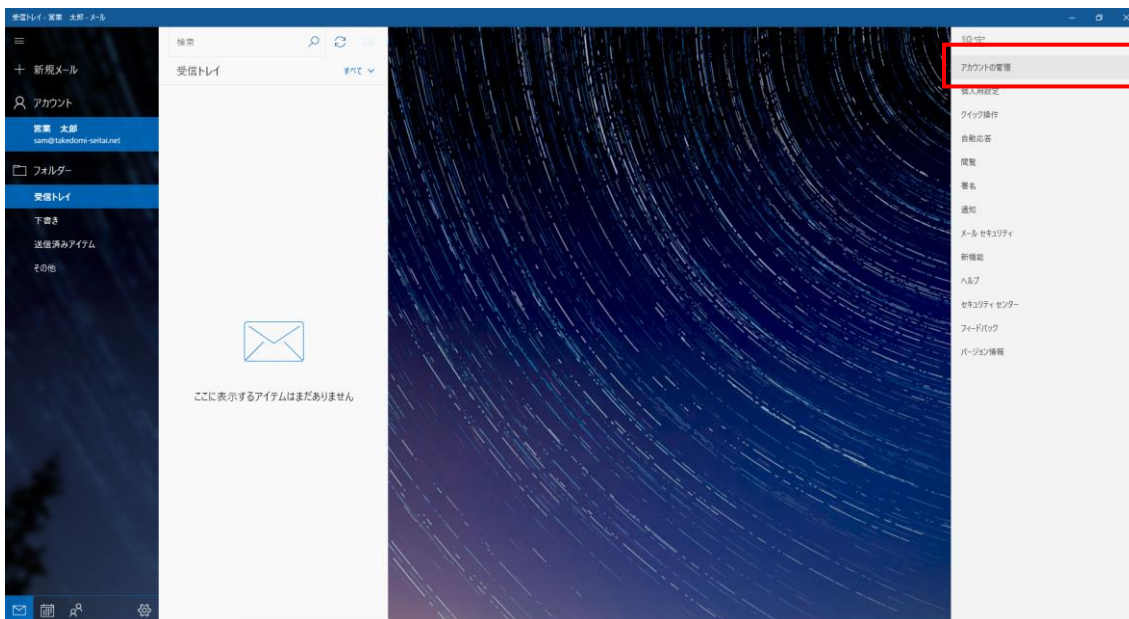 受信トレイ - 営業　太郎 - メール
新規メール
アカウント
営業　太郎
sam@takedomi-seitai.net
フォルダー
受信トレイ
下書き
送信済みアイテム
その他
検索
受信トレイ
すべて
ここに表示するアイテムはまだありません
設定
アカウントの管理
個人用設定
クイック操作
自動応答
閲覧
署名
通知
メール セキュリティ
新機能
ヘルプ
セキュリティ センター
フィードバック
バージョン情報